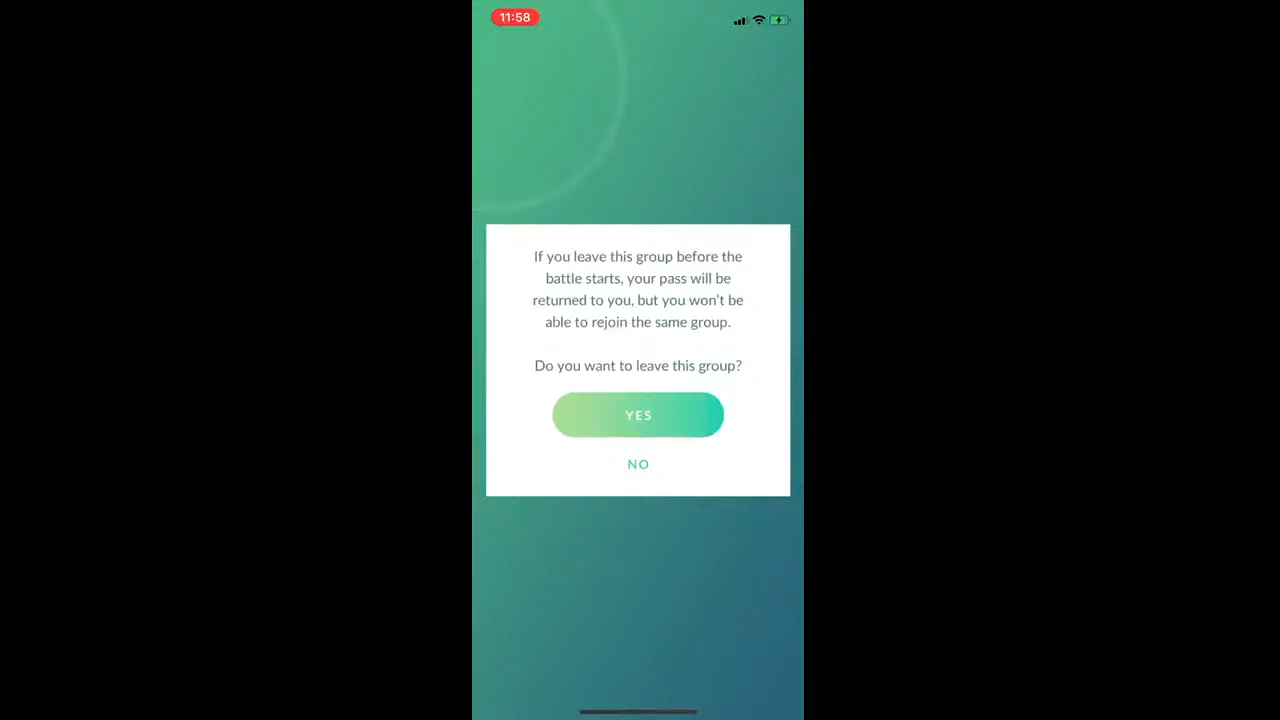 11:58
If you leave this group before the
battle starts, your pass will be
returned to you, but you won't be
able to rejoin the same group.
Do you want to leave this group?
YES
NO